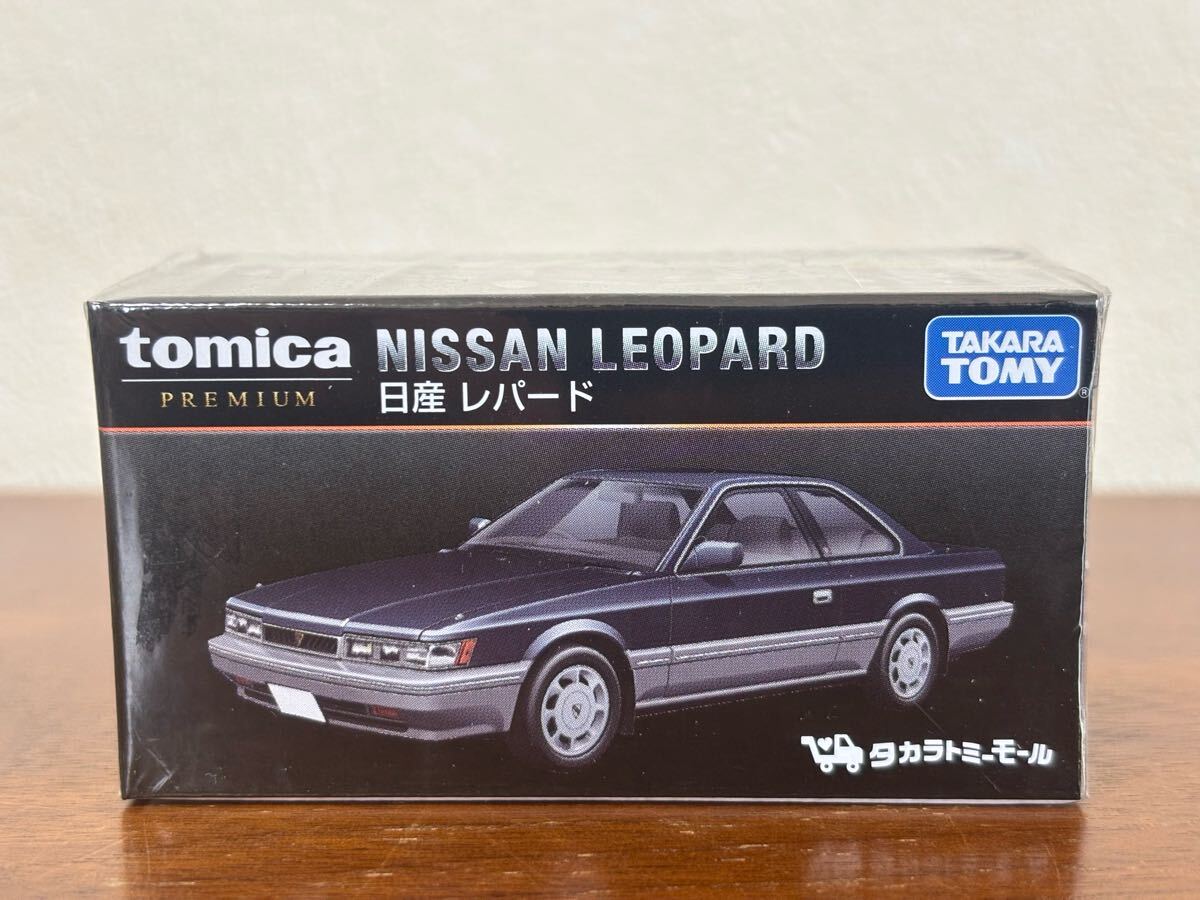 tomica
PREMIUM
NISSAN LEOPARD
日産 レパード
TAKARA
TOMY
®
タカラトミーモール